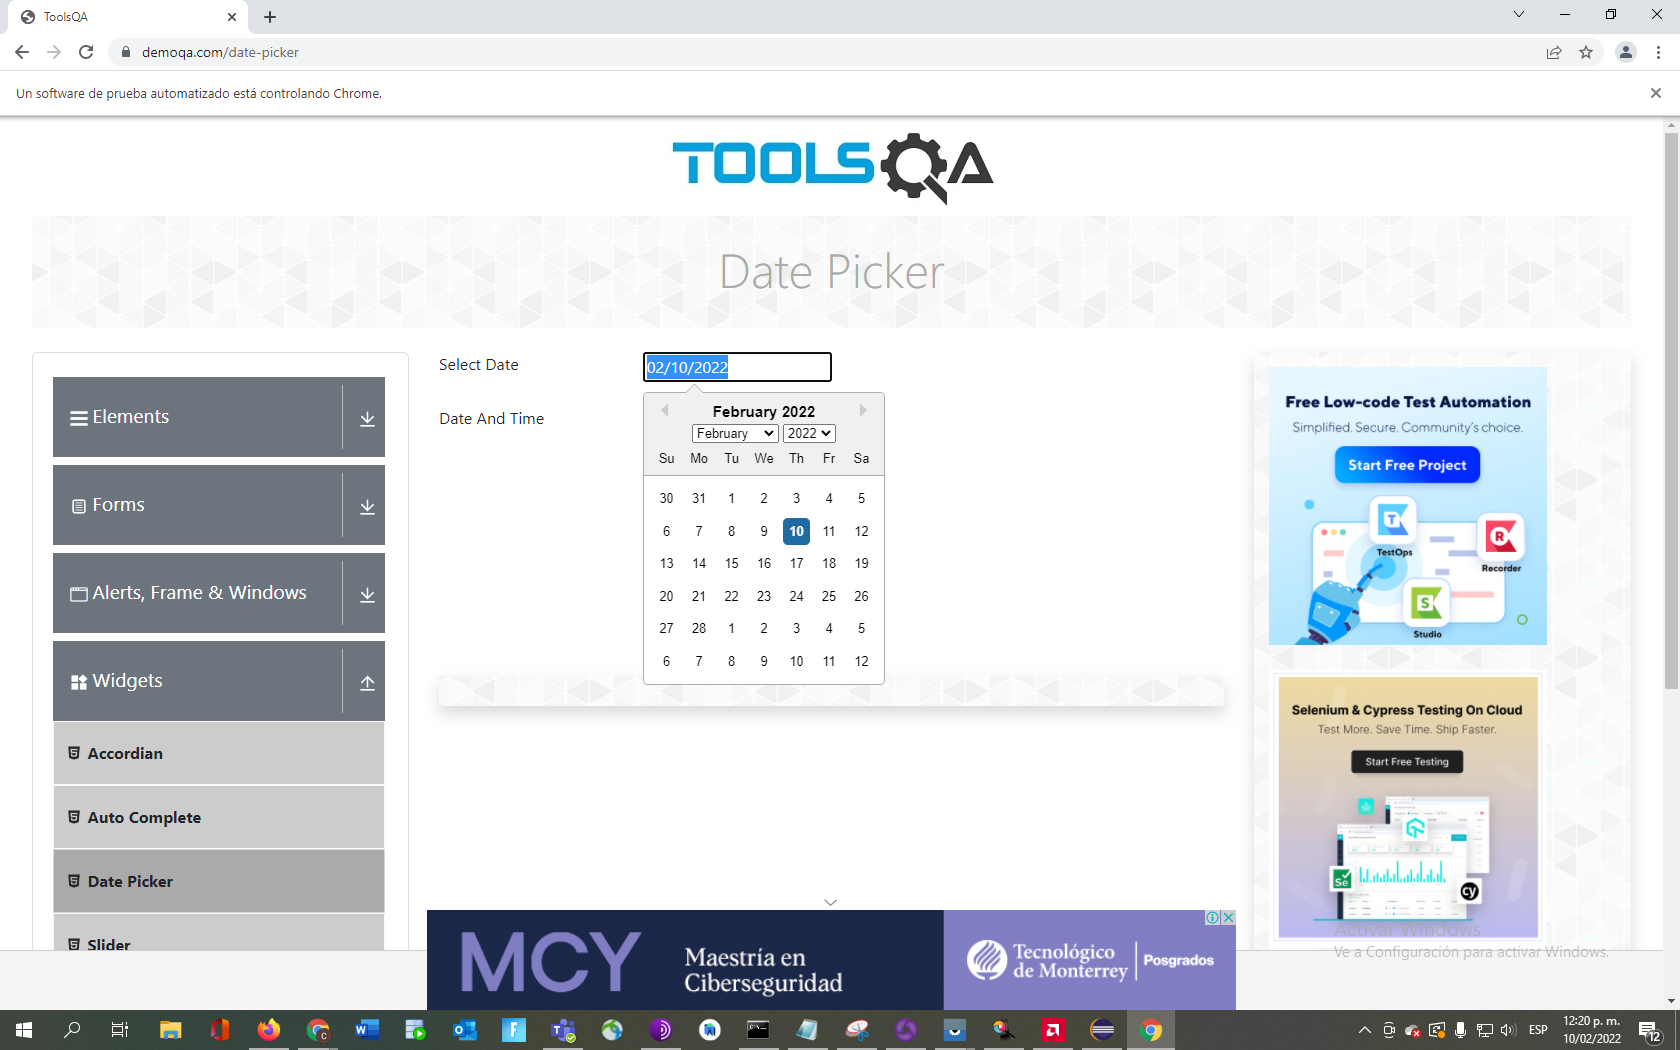 ToolsQA
demoqa.com/date-picker
Un software de prueba automatizado está controlando Chrome.
TOOLSQA
Date Picker
Elements
Forms
Alerts, Frame & Windows
Widgets
Accordian
Auto Complete
Date Picker
Slider
Select Date
02/10/2022
Date And Time
February 2022
February 2022
Su Mo Tu We Th Fr Sa
30 31 1 2 3 4 5
6 7 8 9 10 11 12
13 14 15 16 17 18 19
20 21 22 23 24 25 26
27 28 1 2 3 4 5
6 7 8 9 10 11 12
Free Low-code Test Automation
Simplified. Secure. Community's choice.
Start Free Project
TestOps
Recorder
Studio
Selenium & Cypress Testing On Cloud
Test More. Save Time. Ship Faster.
Start Free Testing
Se
cy
Activar Windows
Ve a Configuración para activar Windows.
MCY
Maestría en
Ciberseguridad
Tecnológico
de Monterrey
Posgrados
ESP
12:20 p. m.
10/02/2022
12